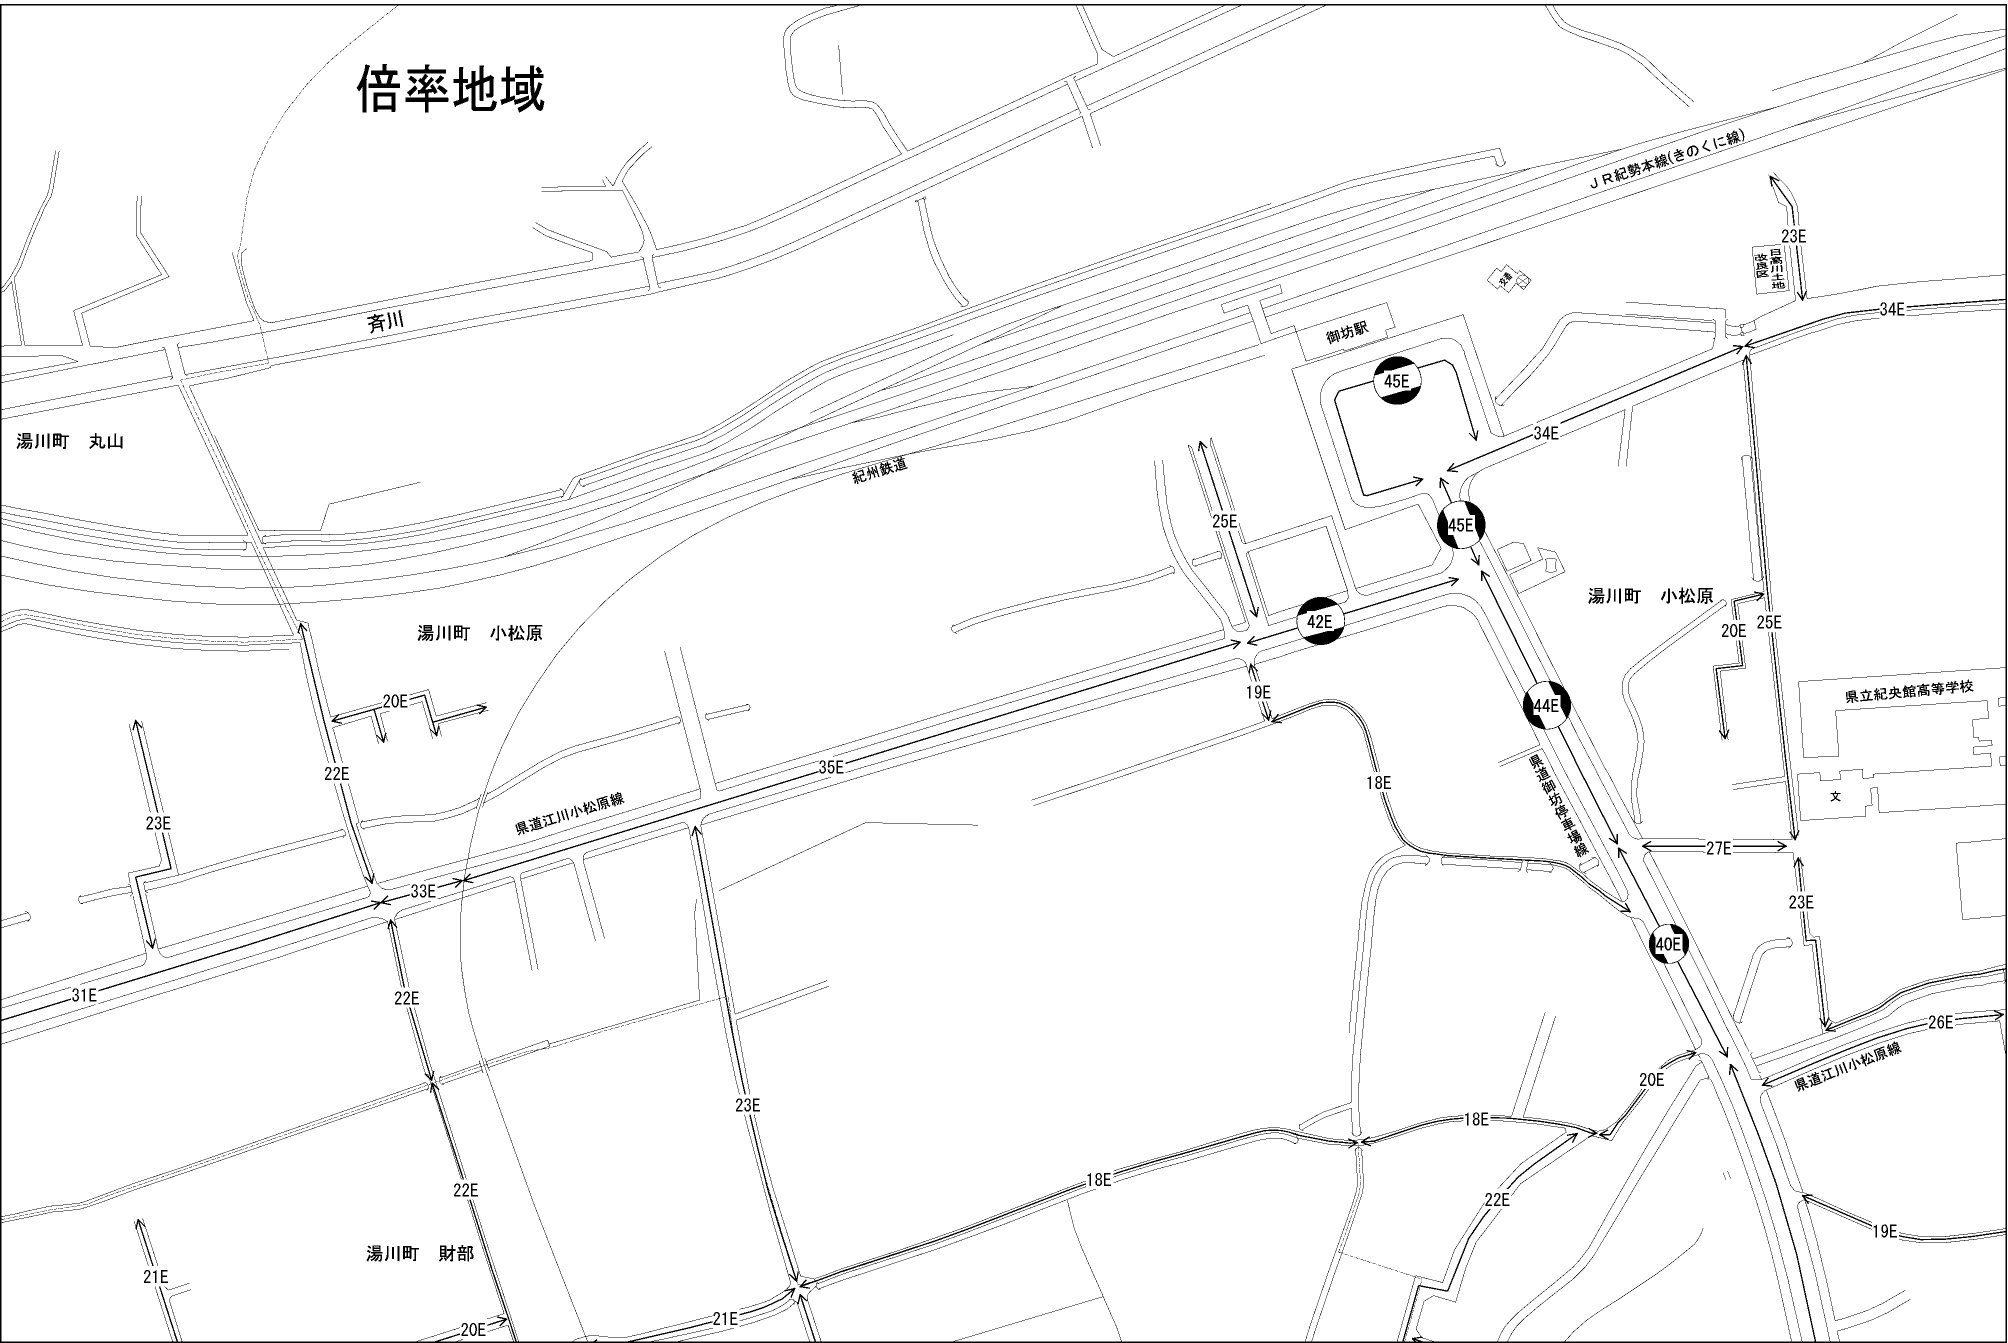 倍率地域
ＪＲ紀勢本線(きのくに線)
23E
日高川土地
改良区
交番
34E
斉川
御坊駅
45E
34E
湯川町　丸山
紀州鉄道
25E
45E
湯川町　小松原
20E
25E
42E
湯川町　小松原
県立紀央館高等学校
19E
20E
44E
22E
35E
18E
県道御坊停車場線
文
県道江川小松原線
23E
27E
33E
23E
40E
31E
22E
26E
県道江川小松原線
20E
23E
18E
18E
22E
22E
19E
湯川町　財部
21E
21E
20E